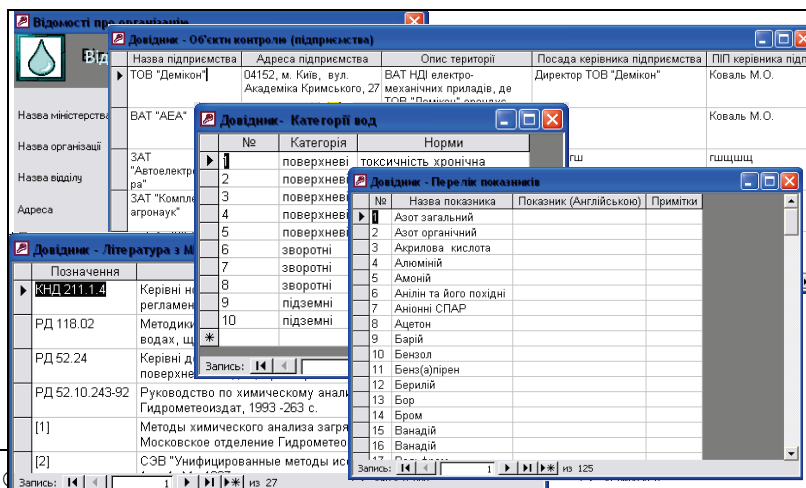 Відомості про організацію
Від
Назва міністерства
Назва організації
Назва відділу
Адреса
Довідник - Об'єкти контролю (підприємства)
Назва підприємства Адреса підприємства Опис території Посада керівника підприємства ПІП керівника підп
ТОВ "Демікон" 04152, м. Київ, вул. ВАТ НДІ електро- Директор ТОВ "Демікон" Коваль М.О.
Академіка Кримського, 27 механічних приладів, де
ТОВ "Демікон"
ВАТ "АЕА" Коваль М.О.
ЗАТ гш гшщшщ
"Автоелектро
ра"
ЗАТ "Компле
агронаук"
Довідник- Категорії вод
№ Категорія Норми
1 поверхневі токсичність хронічна
2 поверхневі
3 поверхневі
4 поверхневі
5 поверхневі
6 зворотні
7 зворотні
8 зворотні
9 підземні
10 підземні
Запись:
Довідник - Перелік показників
№ Назва показника Показник (Англійською) Примітки
1 Азот загальний
2 Азот органічний
3 Акрилова кислота
4 Алюміній
5 Амоній
6 Анілін та його похідні
7 Аніонні СПАР
8 Ацетон
9 Барій
10 Бензол
11 Бенз(а)пірен
12 Берилій
13 Бор
14 Бром
15 Ванадій
16 Ванадій
Запись: 1 из 125
Довідник - Література з М
Позначення
КНД 211.1.4 Керівні но
регламен
РД 118.02 Методики
водах, щ
РД 52.24 Керівні д
поверхне
РД 52.10.243-92 Руководство по химическому анали
Гидрометеоиздат, 1993 -263 с.
[1] Методы химического анализа загря
Московское отделение Гидрометео
[2] СЭВ "Унифицированные методы исс
Запись: 1 из 27